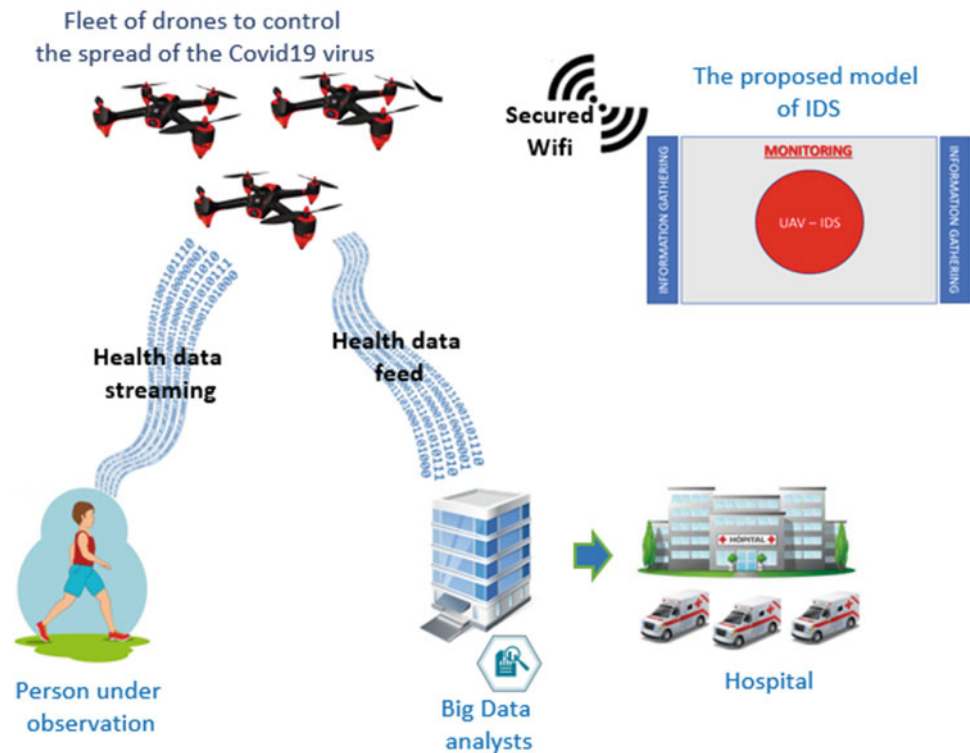 Fleet of drones to control
the spread of the Covid19 virus
Secured
Wifi
The proposed model
of IDS
INFORMATION GATHERING
MONITORING
UAV – IDS
INFORMATION GATHERING
Health data
streaming
Health data
feed
HOPITAL
Person under
observation
Big Data
analysts
Hospital